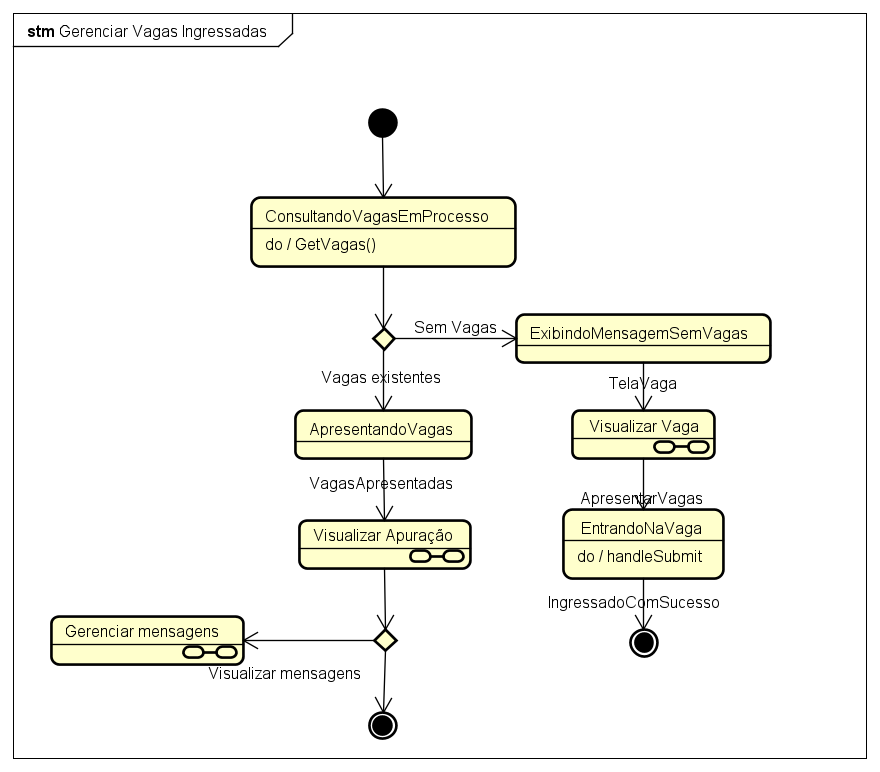 stm Gerenciar Vagas Ingressadas
ConsultandoVagasEmProcesso
do / GetVagas()
Sem Vagas
ExibindoMensagemSemVagas
Vagas existentes
TelaVaga
ApresentandoVagas
Visualizar Vaga
VagasApresentadas
ApresentarVagas
Visualizar Apuração
EntrandoNaVaga
do / handleSubmit
IngressadoComSucesso
Gerenciar mensagens
Visualizar mensagens